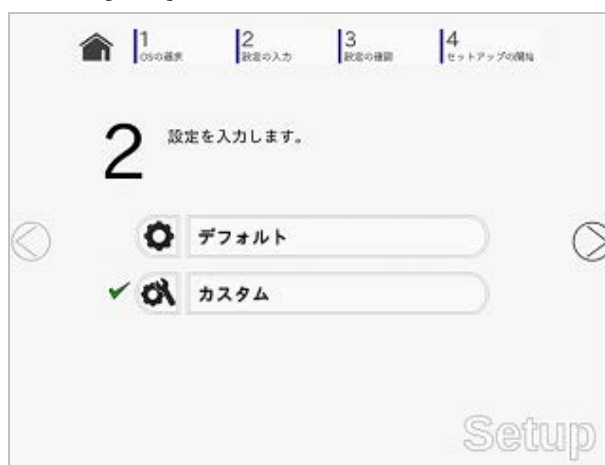 1
OSの選択
2
設定の入力
3
設定の確認
4
セットアップの開始
2
設定を入力します。
デフォルト
カスタム
Setup